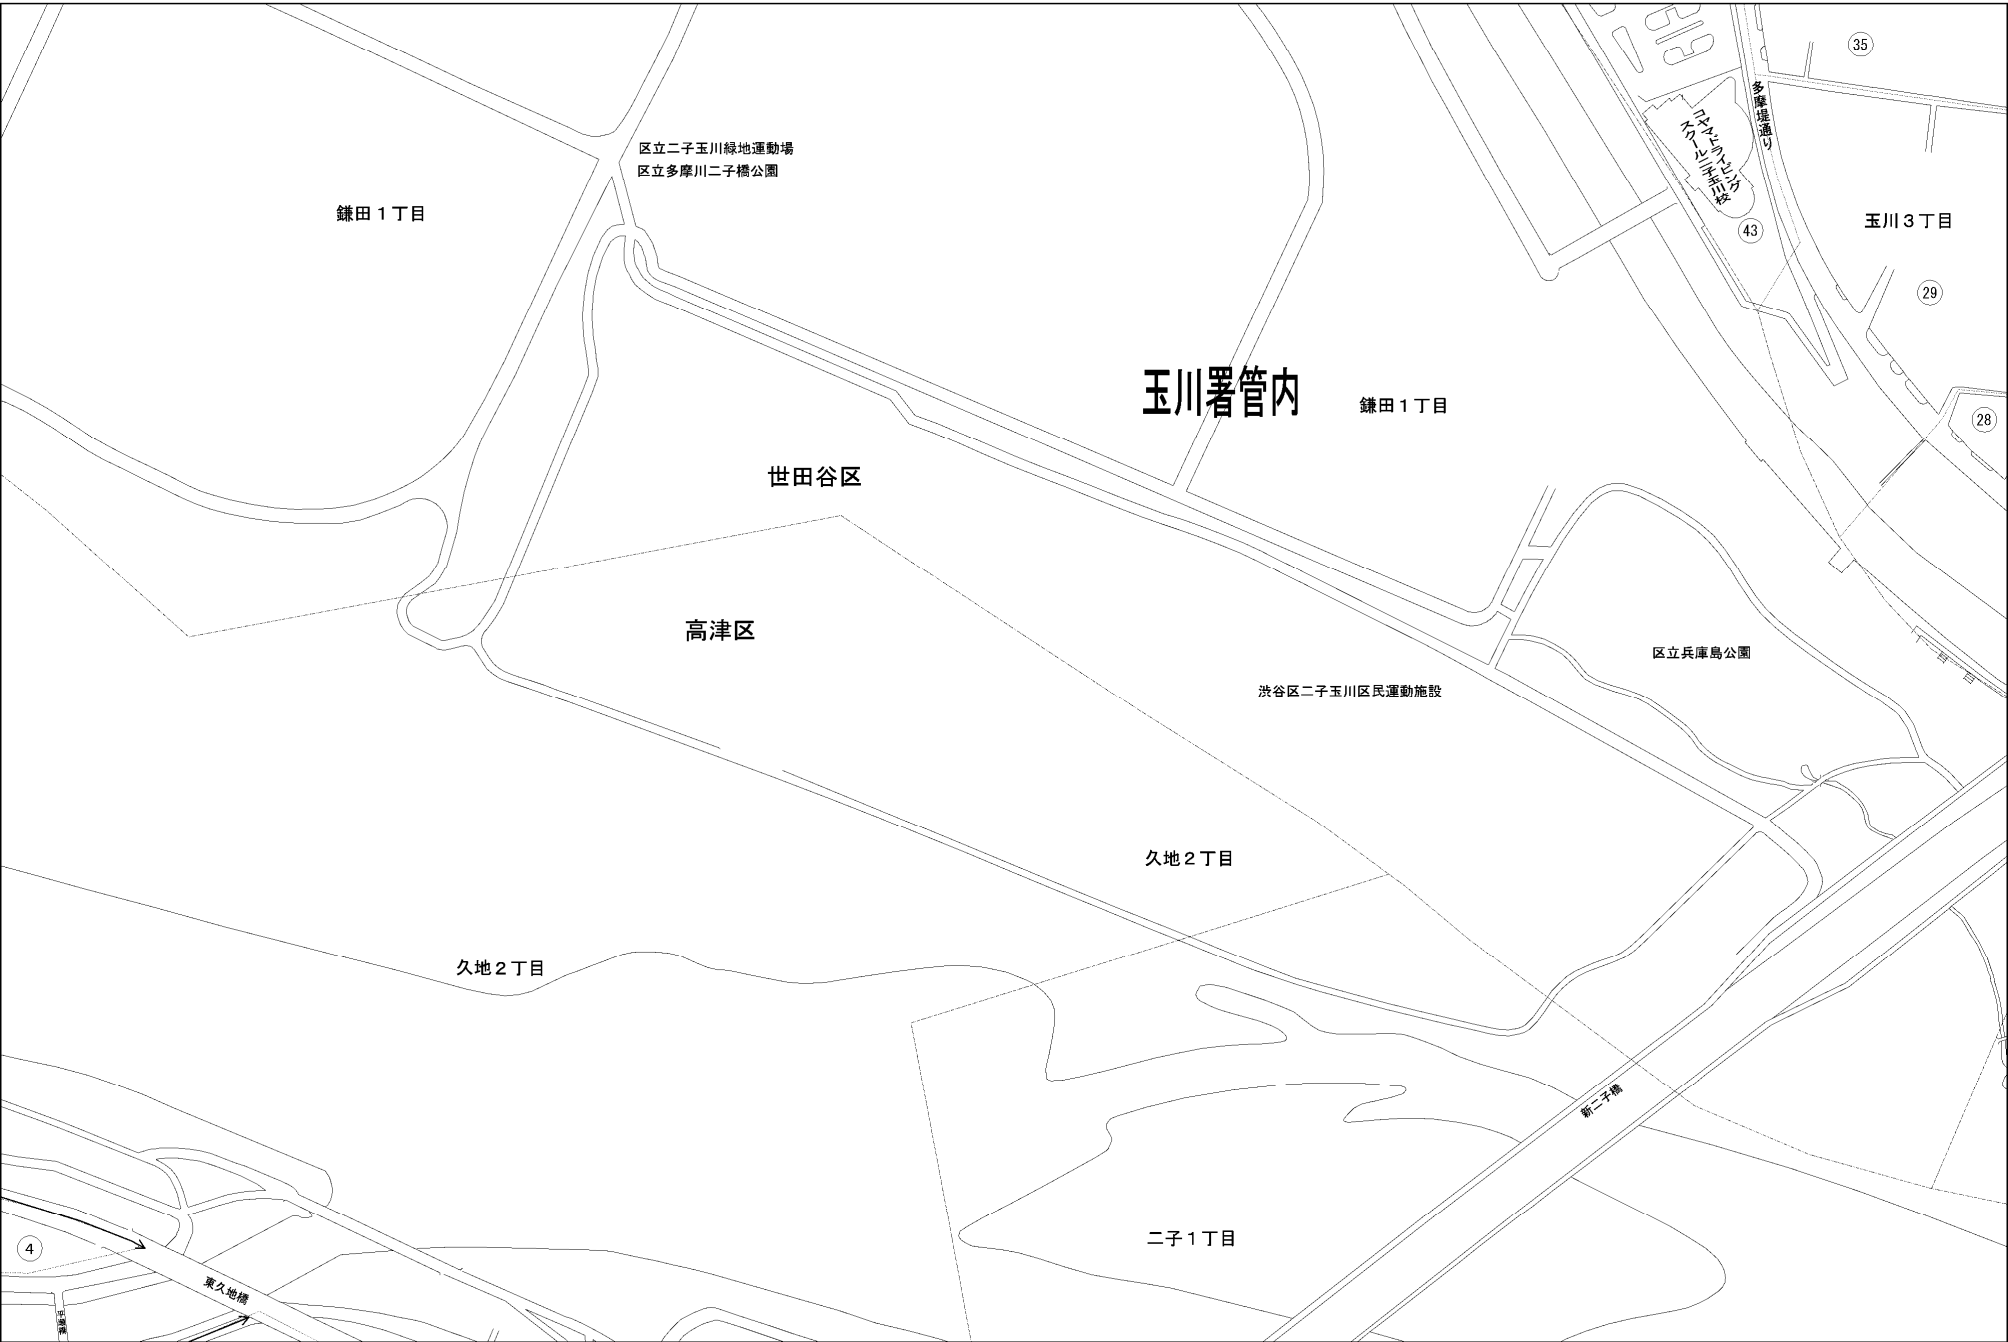 35
多摩堤通り
コヤマドライビング
スクール二子玉川校
区立二子玉川緑地運動場
区立多摩川二子橋公園
鎌田１丁目
43
玉川３丁目
29
玉川署管内
鎌田１丁目
28
世田谷区
高津区
区立兵庫島公園
渋谷区二子玉川区民運動施設
久地２丁目
久地２丁目
新二子橋
二子１丁目
4
東久地橋